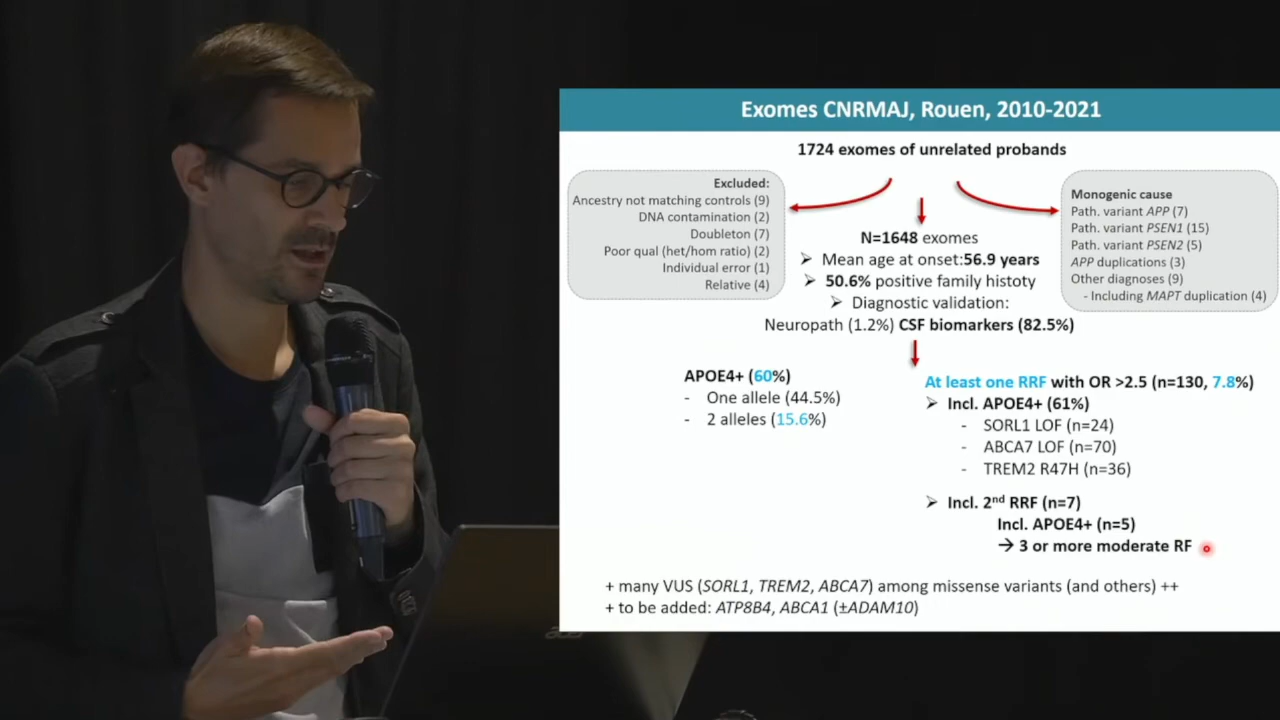 Exomes CNRMAJ, Rouen, 2010-2021
1724 exomes of unrelated probands
Excluded:
Ancestry not matching controls (9)
DNA contamination (2)
Doubleton (7)
Poor qual (het/hom ratio) (2)
Individual error (1)
Relative (4)
Monogenic cause
Path. variant APP (7)
Path. variant PSEN1 (15)
Path. variant PSEN2 (5)
APP duplications (3)
Other diagnoses (9)
- Including MAPT duplication (4)
N=1648 exomes
➢ Mean age at onset:56.9 years
➢ 50.6% positive family histoty
➢ Diagnostic validation:
Neuropath (1.2%) CSF biomarkers (82.5%)
APOE4+ (60%)
- One allele (44.5%)
- 2 alleles (15.6%)
At least one RRF with OR >2.5 (n=130, 7.8%)
➢ Incl. APOE4+ (61%)
- SORL1 LOF (n=24)
- ABCA7 LOF (n=70)
- TREM2 R47H (n=36)
➢ Incl. 2nd RRF (n=7)
Incl. APOE4+ (n=5)
→ 3 or more moderate RF
+ many VUS (SORL1, TREM2, ABCA7) among missense variants (and others) ++
+ to be added: ATP8B4, ABCA1 (±ADAM10)
acer